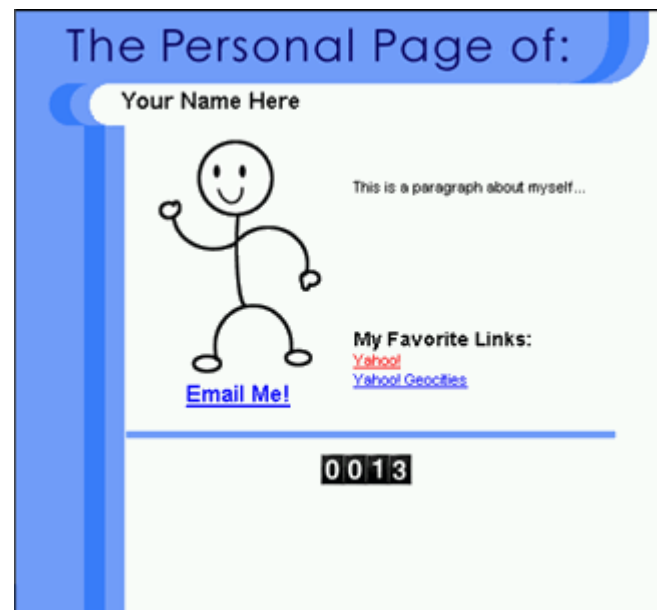 The Personal Page of:
Your Name Here
This is a paragraph about myself...
My Favorite Links:
Yahoo!
Yahoo! Geocities
Email Me!
0013